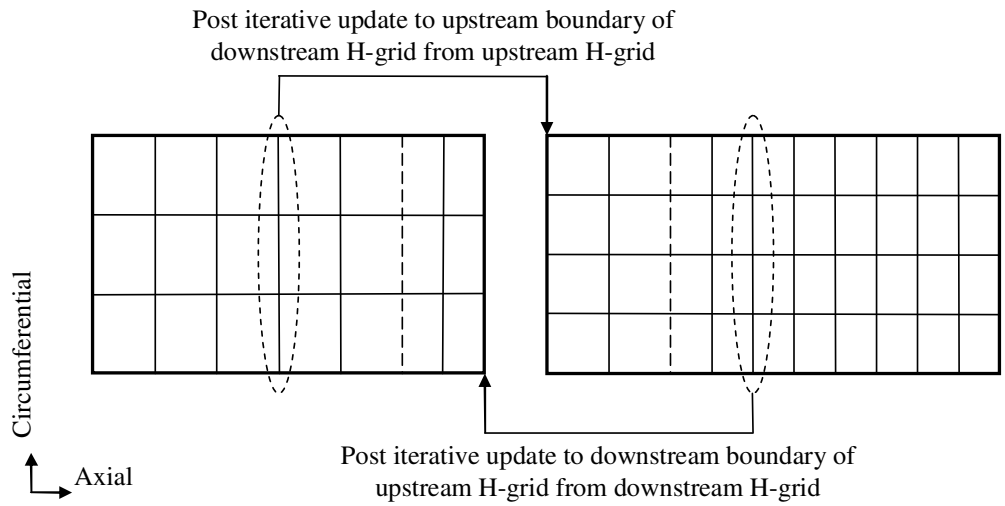 Post iterative update to upstream boundary of
downstream H-grid from upstream H-grid
Circumferential
Axial
Post iterative update to downstream boundary of
upstream H-grid from downstream H-grid